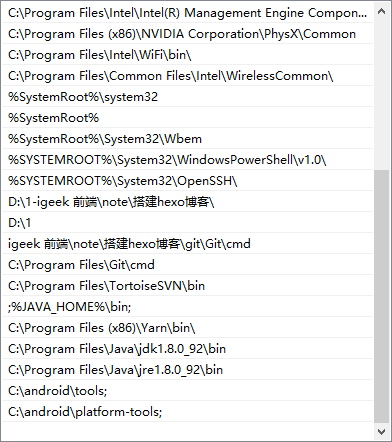 C:\Program Files\Intel\Intel(R) Management Engine Compon...
C:\Program Files (x86)\NVIDIA Corporation\PhysX\Common
C:\Program Files\Intel\WiFi\bin\
C:\Program Files\Common Files\Intel\WirelessCommon\
%SystemRoot%\system32
%SystemRoot%
%SystemRoot%\System32\Wbem
%SYSTEMROOT%\System32\WindowsPowerShell\v1.0\
%SYSTEMROOT%\System32\OpenSSH\
D:\1-igeek 前端\note\搭建hexo博客\
D:\1
igeek 前端\note\搭建hexo博客\git\Git\cmd
C:\Program Files\Git\cmd
C:\Program Files\TortoiseSVN\bin
;%JAVA_HOME%\bin;
C:\Program Files (x86)\Yarn\bin\
C:\Program Files\Java\jdk1.8.0_92\bin
C:\Program Files\Java\jre1.8.0_92\bin
C:\android\tools;
C:\android\platform-tools;